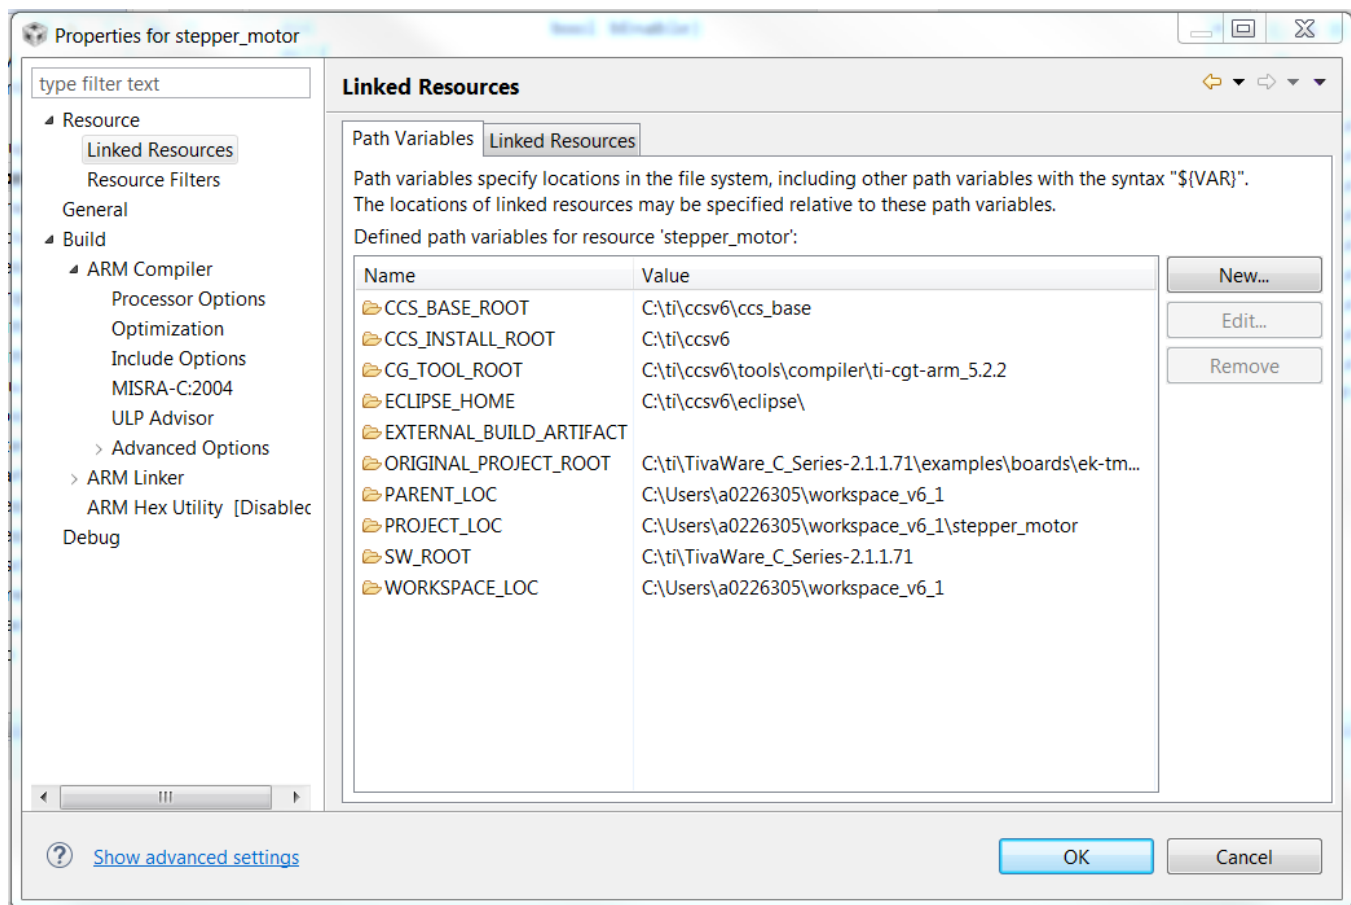 Properties for stepper_motor
type filter text
Resource
Linked Resources
Resource Filters
General
Build
ARM Compiler
Processor Options
Optimization
Include Options
MISRA-C:2004
ULP Advisor
Advanced Options
ARM Linker
ARM Hex Utility [Disabled
Debug
Linked Resources
Path Variables Linked Resources
Path variables specify locations in the file system, including other path variables with the syntax "${VAR}".
The locations of linked resources may be specified relative to these path variables.
Defined path variables for resource 'stepper_motor':
Name Value
CCS_BASE_ROOT C:\ti\ccsv6\ccs_base
CCS_INSTALL_ROOT C:\ti\ccsv6
CG_TOOL_ROOT C:\ti\ccsv6\tools\compiler\ti-cgt-arm_5.2.2
ECLIPSE_HOME C:\ti\ccsv6\eclipse\
EXTERNAL_BUILD_ARTIFACT
ORIGINAL_PROJECT_ROOT C:\ti\TivaWare_C_Series-2.1.1.71\examples\boards\ek-tm...
PARENT_LOC C:\Users\a0226305\workspace_v6_1
PROJECT_LOC C:\Users\a0226305\workspace_v6_1\stepper_motor
SW_ROOT C:\ti\TivaWare_C_Series-2.1.1.71
WORKSPACE_LOC C:\Users\a0226305\workspace_v6_1
New...
Edit...
Remove
Show advanced settings
OK
Cancel